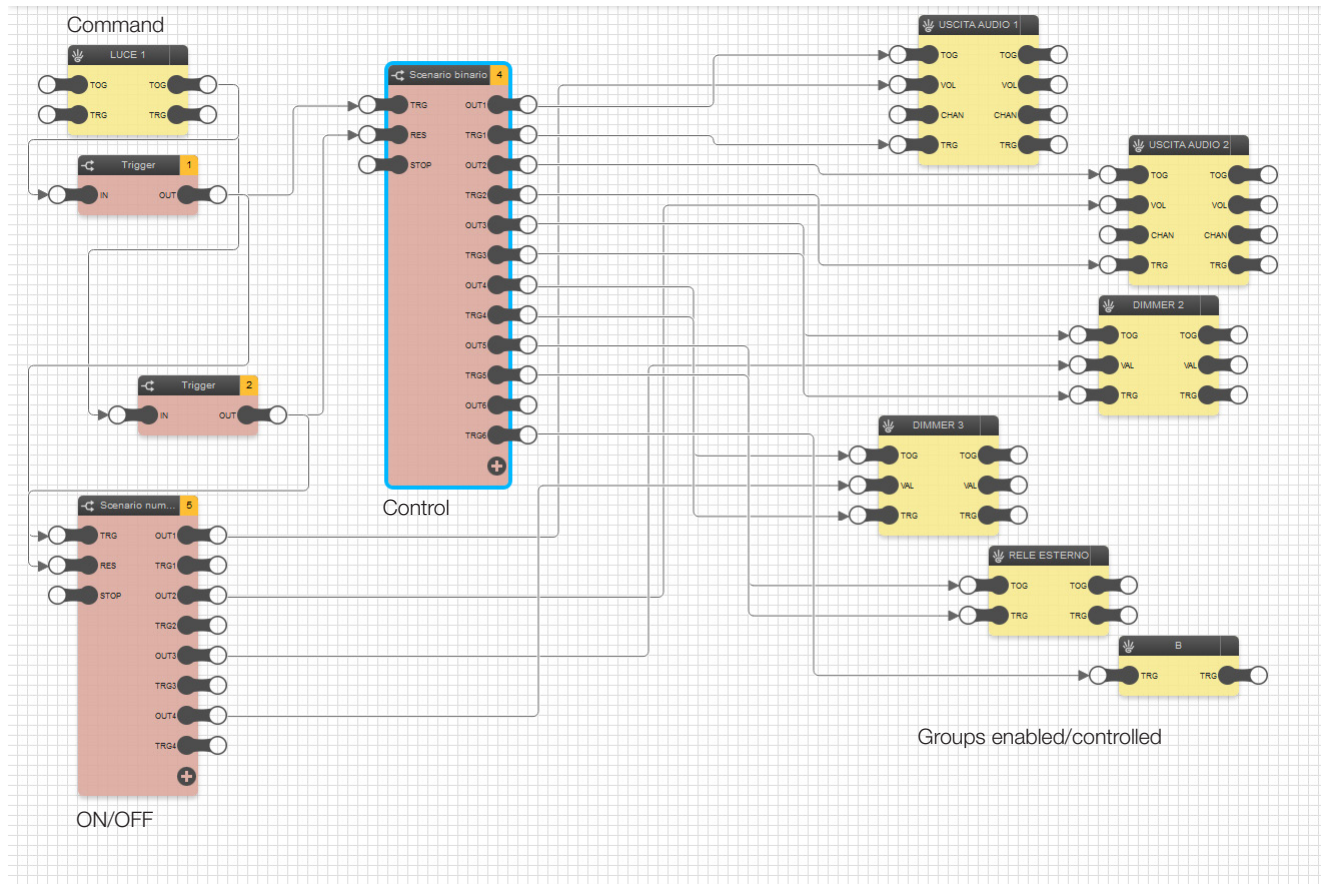 Command
LUCE 1
TOG TOG
TRG TRG
Trigger 1
IN OUT
Trigger 2
IN OUT
Scenario num... 5
TRG OUT1
RES TRG1
STOP OUT2
TRG2
OUT3
TRG3
OUT4
TRG4
ON/OFF
Scenario binario 4
TRG OUT1
RES TRG1
STOP OUT2
TRG2
OUT3
TRG3
OUT4
TRG4
OUT5
TRG5
OUT6
TRG6
Control
USCITA AUDIO 1
TOG TOG
VOL VOL
CHAN CHAN
TRG TRG
USCITA AUDIO 2
TOG TOG
VOL VOL
CHAN CHAN
TRG TRG
DIMMER 2
TOG TOG
VAL VAL
TRG TRG
DIMMER 3
TOG TOG
VAL VAL
TRG TRG
RELE ESTERNO
TOG TOG
TRG TRG
B
TRG TRG
Groups enabled/controlled